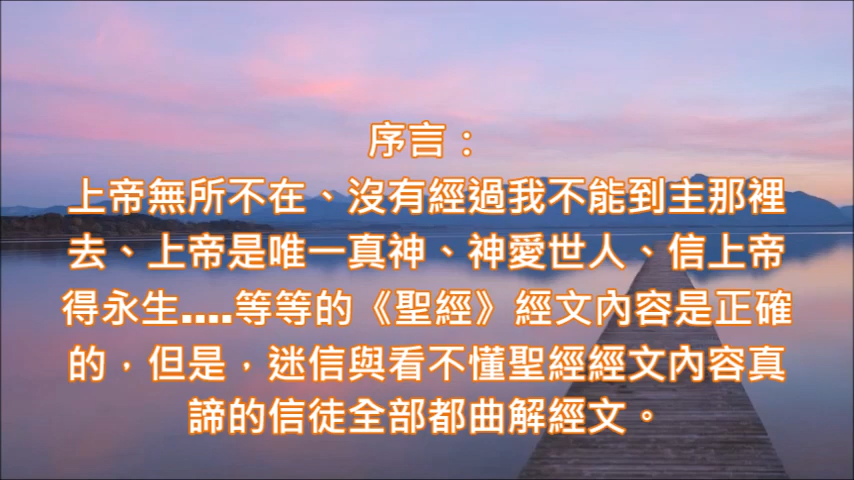 序言：
上帝無所不在、沒有經過我不能到主那裡
去、上帝是唯一真神、神愛世人、信上帝
得永生....等等的《聖經》經文內容是正確
的，但是，迷信與看不懂聖經經文內容真
諦的信徒全部都曲解經文。